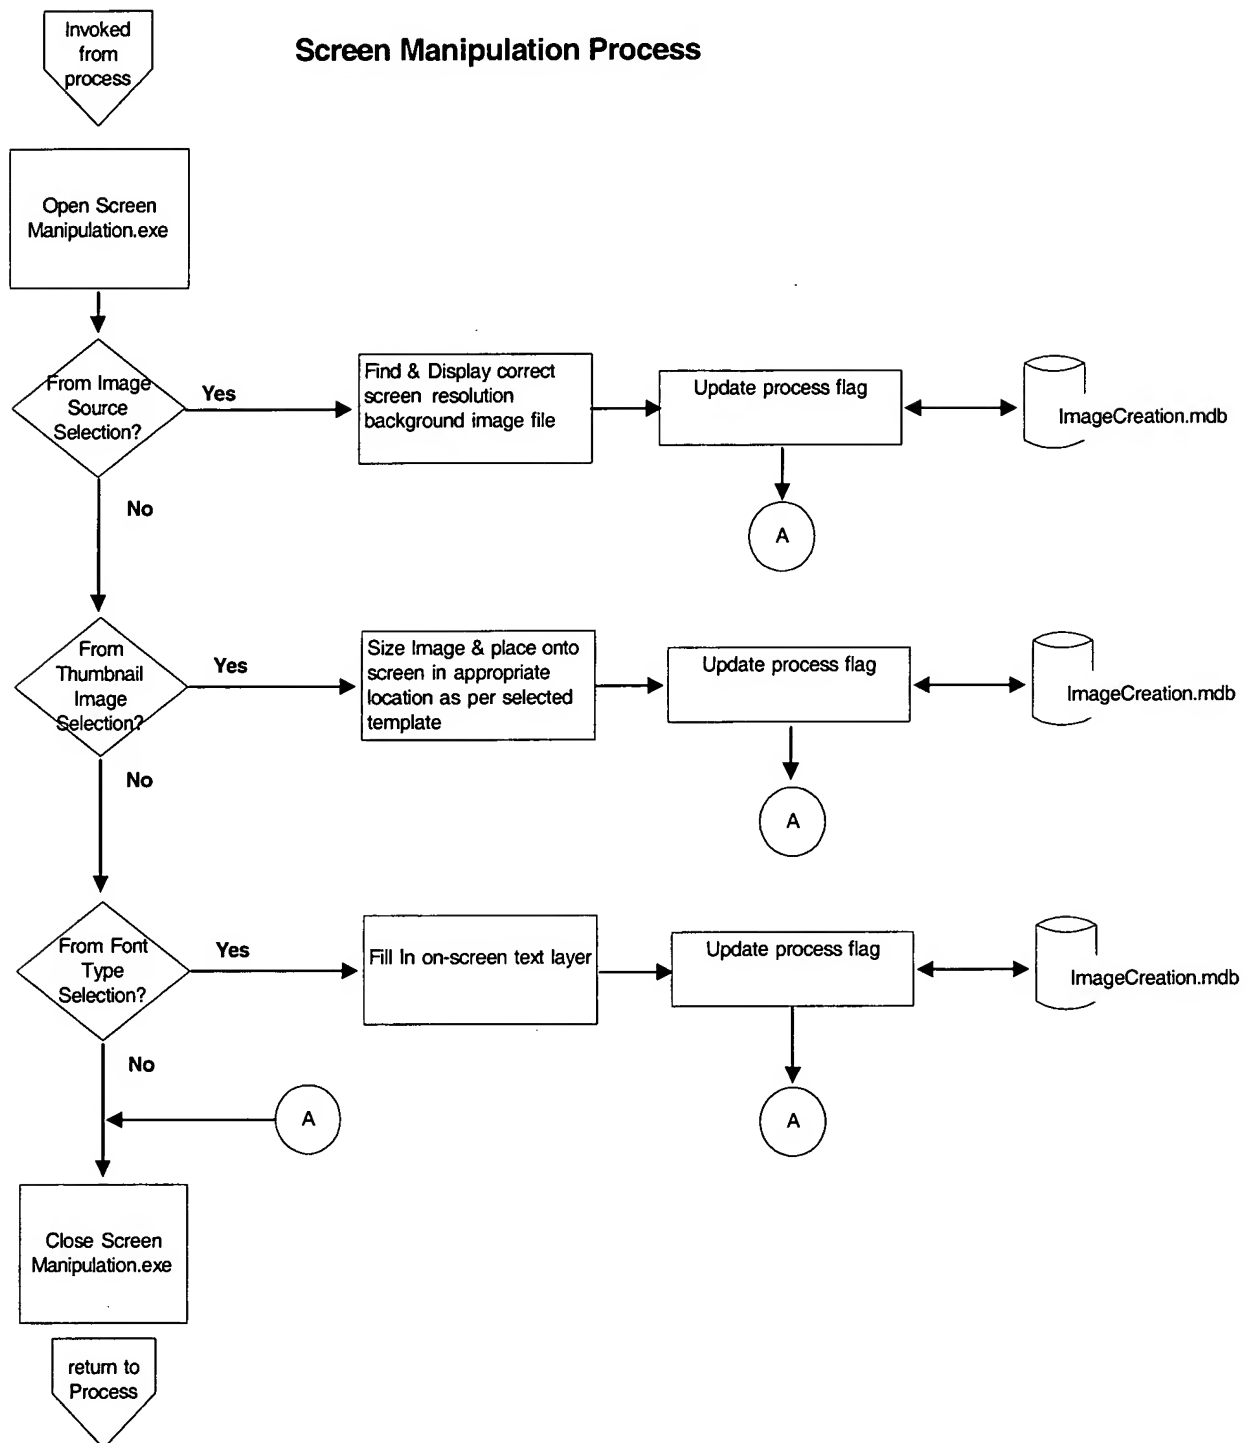 Invoked
from
process
Screen Manipulation Process
Open Screen
Manipulation.exe
From Image
Source
Selection?
Yes
Find & Display correct
screen resolution
background image file
Update process flag
ImageCreation.mdb
No
A
From
Thumbnail
Image
Selection?
Yes
Size Image & place onto
screen in appropriate
location as per selected
template
Update process flag
ImageCreation.mdb
No
A
From Font
Type
Selection?
Yes
Fill In on-screen text layer
Update process flag
ImageCreation.mdb
No
A
A
Close Screen
Manipulation.exe
return to
Process